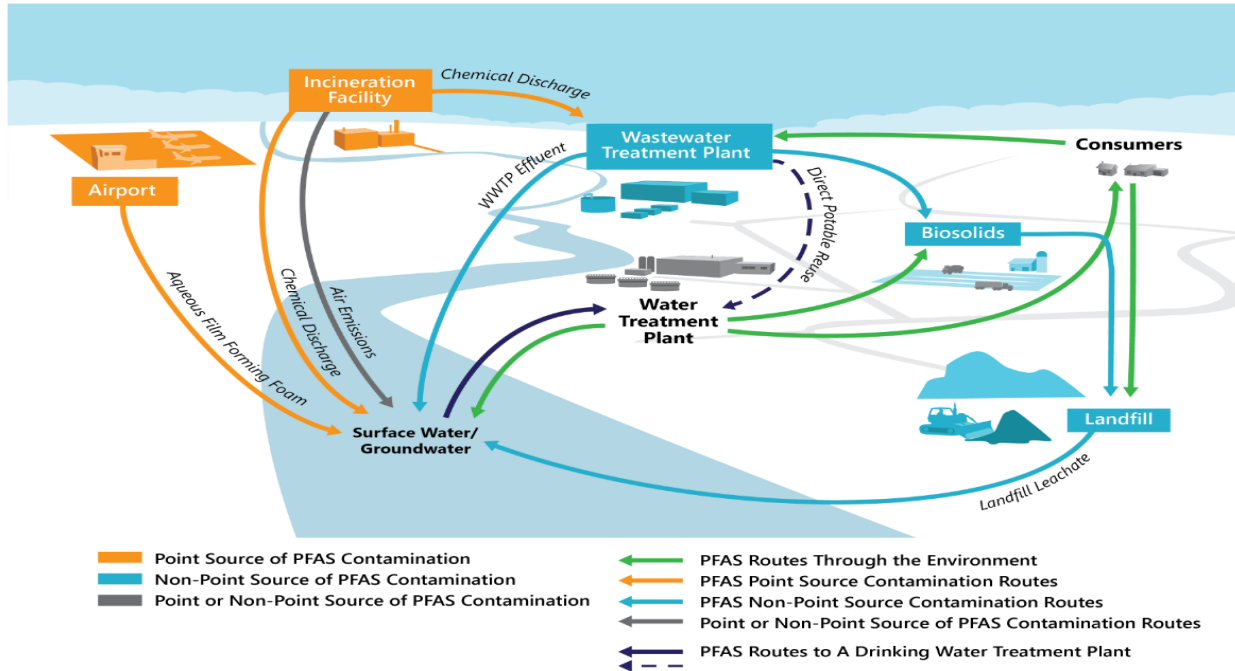 Incineration
Facility
Chemical Discharge
Wastewater
Treatment Plant
Consumers
Airport
WWTP Effluent
Direct Potable Reuse
Biosolids
Aqueous Film Forming Foam
Chemical Discharge
Air Emissions
Water
Treatment
Plant
Surface Water/
Groundwater
Landfill
Landfill Leachate
Point Source of PFAS Contamination
Non-Point Source of PFAS Contamination
Point or Non-Point Source of PFAS Contamination
PFAS Routes Through the Environment
PFAS Point Source Contamination Routes
PFAS Non-Point Source Contamination Routes
Point or Non-Point Source of PFAS Contamination Routes
PFAS Routes to A Drinking Water Treatment Plant